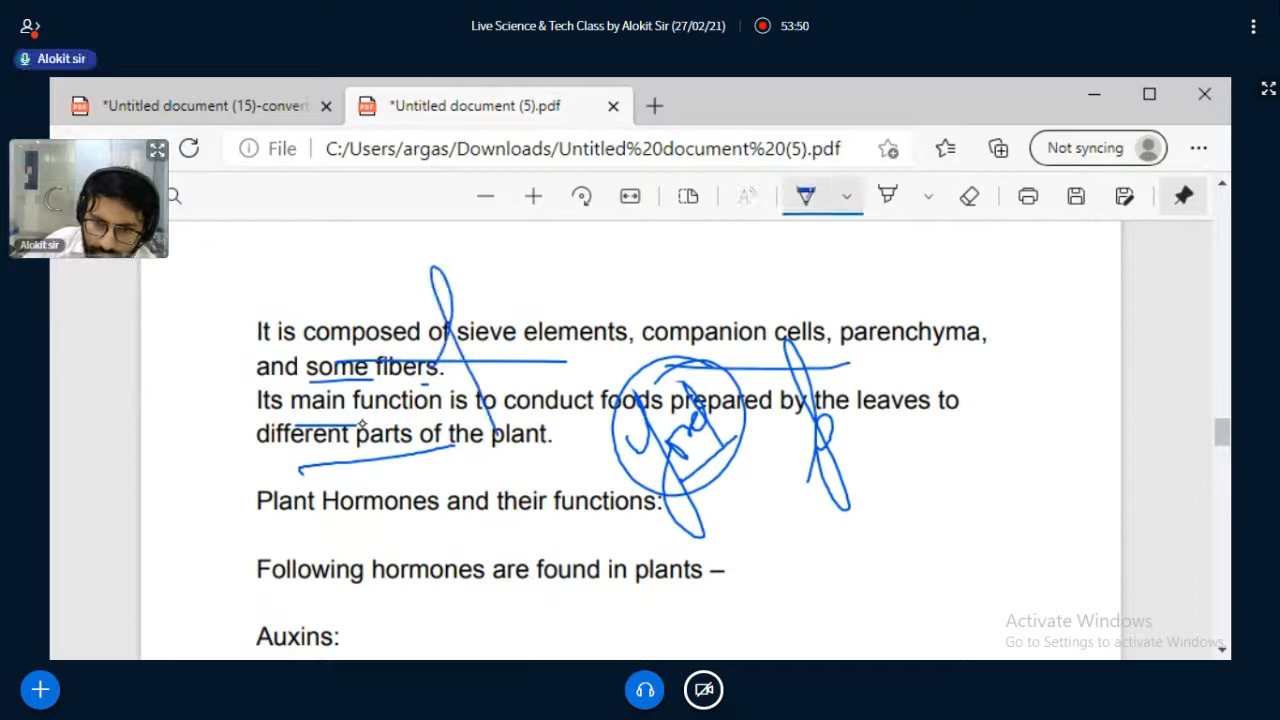 Live Science & Tech Class by Alokit Sir (27/02/21)
53:50
Alokit sir
*Untitled document (15)-convert
*Untitled document (5).pdf
File
C:/Users/argas/Downloads/Untitled%20document%20(5).pdf
Not syncing
Alokit sir
It is composed of sieve elements, companion cells, parenchyma,
and some fibers.
Its main function is to conduct foods prepared by the leaves to
different parts of the plant.
Plant Hormones and their functions:
Following hormones are found in plants –
Auxins:
Activate Windows
Go to Settings to activate Windows.